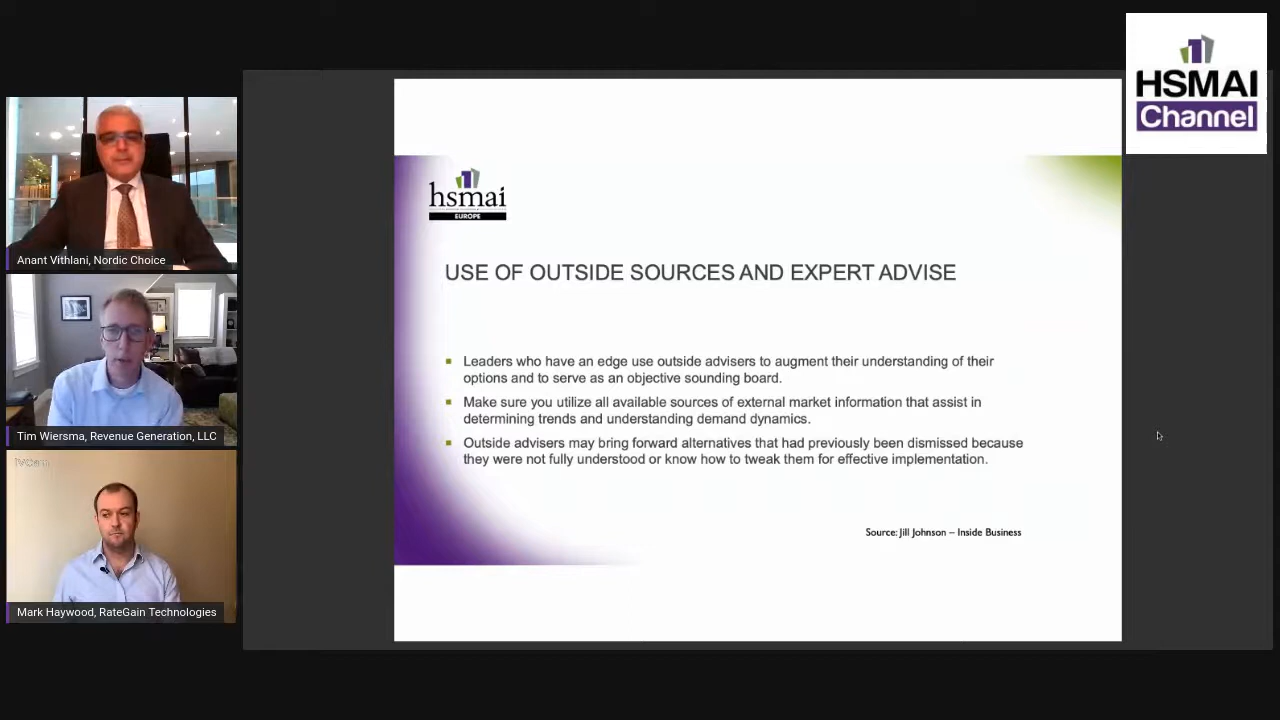 HSMAI
Channel
Anant Vithlani, Nordic Choice
Tim Wiersma, Revenue Generation, LLC
Mark Haywood, RateGain Technologies
hsmai
EUROPE
USE OF OUTSIDE SOURCES AND EXPERT ADVISE
Leaders who have an edge use outside advisers to augment their understanding of their
options and to serve as an objective sounding board.
Make sure you utilize all available sources of external market information that assist in
determining trends and understanding demand dynamics.
Outside advisers may bring forward alternatives that had previously been dismissed because
they were not fully understood or know how to tweak them for effective implementation.
Source: Jill Johnson – Inside Business